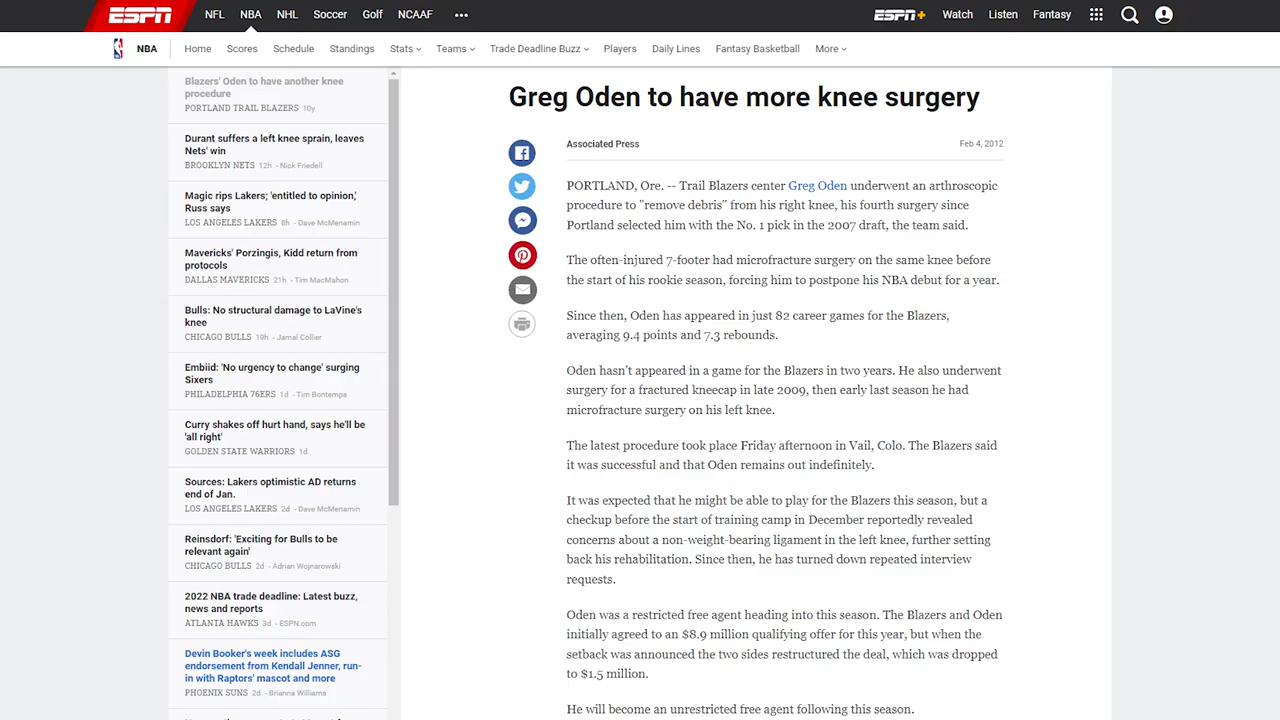 ESPN NFL NBA NHL Soccer Golf NCAAF ••• ESPN+ Watch Listen Fantasy
NBA Home Scores Schedule Standings Stats Teams Trade Deadline Buzz Players Daily Lines Fantasy Basketball More
Blazers' Oden to have another knee
procedure
PORTLAND TRAIL BLAZERS 10y
Durant suffers a left knee sprain, leaves
Nets' win
BROOKLYN NETS 12h - Nick Friedell
Magic rips Lakers; 'entitled to opinion,'
Russ says
LOS ANGELES LAKERS 8h - Dave McMenamin
Mavericks' Porzingis, Kidd return from
protocols
DALLAS MAVERICKS 21h - Tim MacMahon
Bulls: No structural damage to LaVine's
knee
CHICAGO BULLS 19h - Jamal Collier
Embiid: 'No urgency to change' surging
Sixers
PHILADELPHIA 76ERS 1d - Tim Bontemps
Curry shakes off hurt hand, says he'll be
'all right'
GOLDEN STATE WARRIORS 1d
Sources: Lakers optimistic AD returns
end of Jan.
LOS ANGELES LAKERS 2d - Dave McMenamin
Reinsdorf: 'Exciting for Bulls to be
relevant again'
CHICAGO BULLS 2d - Adrian Wojnarowski
2022 NBA trade deadline: Latest buzz,
news and reports
ATLANTA HAWKS 3d - ESPN.com
Devin Booker's week includes ASG
endorsement from Kendall Jenner, run-
in with Raptors' mascot and more
PHOENIX SUNS 2d - Brianna Williams
Greg Oden to have more knee surgery
Associated Press Feb 4, 2012
PORTLAND, Ore. -- Trail Blazers center Greg Oden underwent an arthroscopic
procedure to "remove debris" from his right knee, his fourth surgery since
Portland selected him with the No. 1 pick in the 2007 draft, the team said.
The often-injured 7-footer had microfracture surgery on the same knee before
the start of his rookie season, forcing him to postpone his NBA debut for a year.
Since then, Oden has appeared in just 82 career games for the Blazers,
averaging 9.4 points and 7.3 rebounds.
Oden hasn't appeared in a game for the Blazers in two years. He also underwent
surgery for a fractured kneecap in late 2009, then early last season he had
microfracture surgery on his left knee.
The latest procedure took place Friday afternoon in Vail, Colo. The Blazers said
it was successful and that Oden remains out indefinitely.
It was expected that he might be able to play for the Blazers this season, but a
checkup before the start of training camp in December reportedly revealed
concerns about a non-weight-bearing ligament in the left knee, further setting
back his rehabilitation. Since then, he has turned down repeated interview
requests.
Oden was a restricted free agent heading into this season. The Blazers and Oden
initially agreed to an $8.9 million qualifying offer for this year, but when the
setback was announced the two sides restructured the deal, which was dropped
to $1.5 million.
He will become an unrestricted free agent following this season.